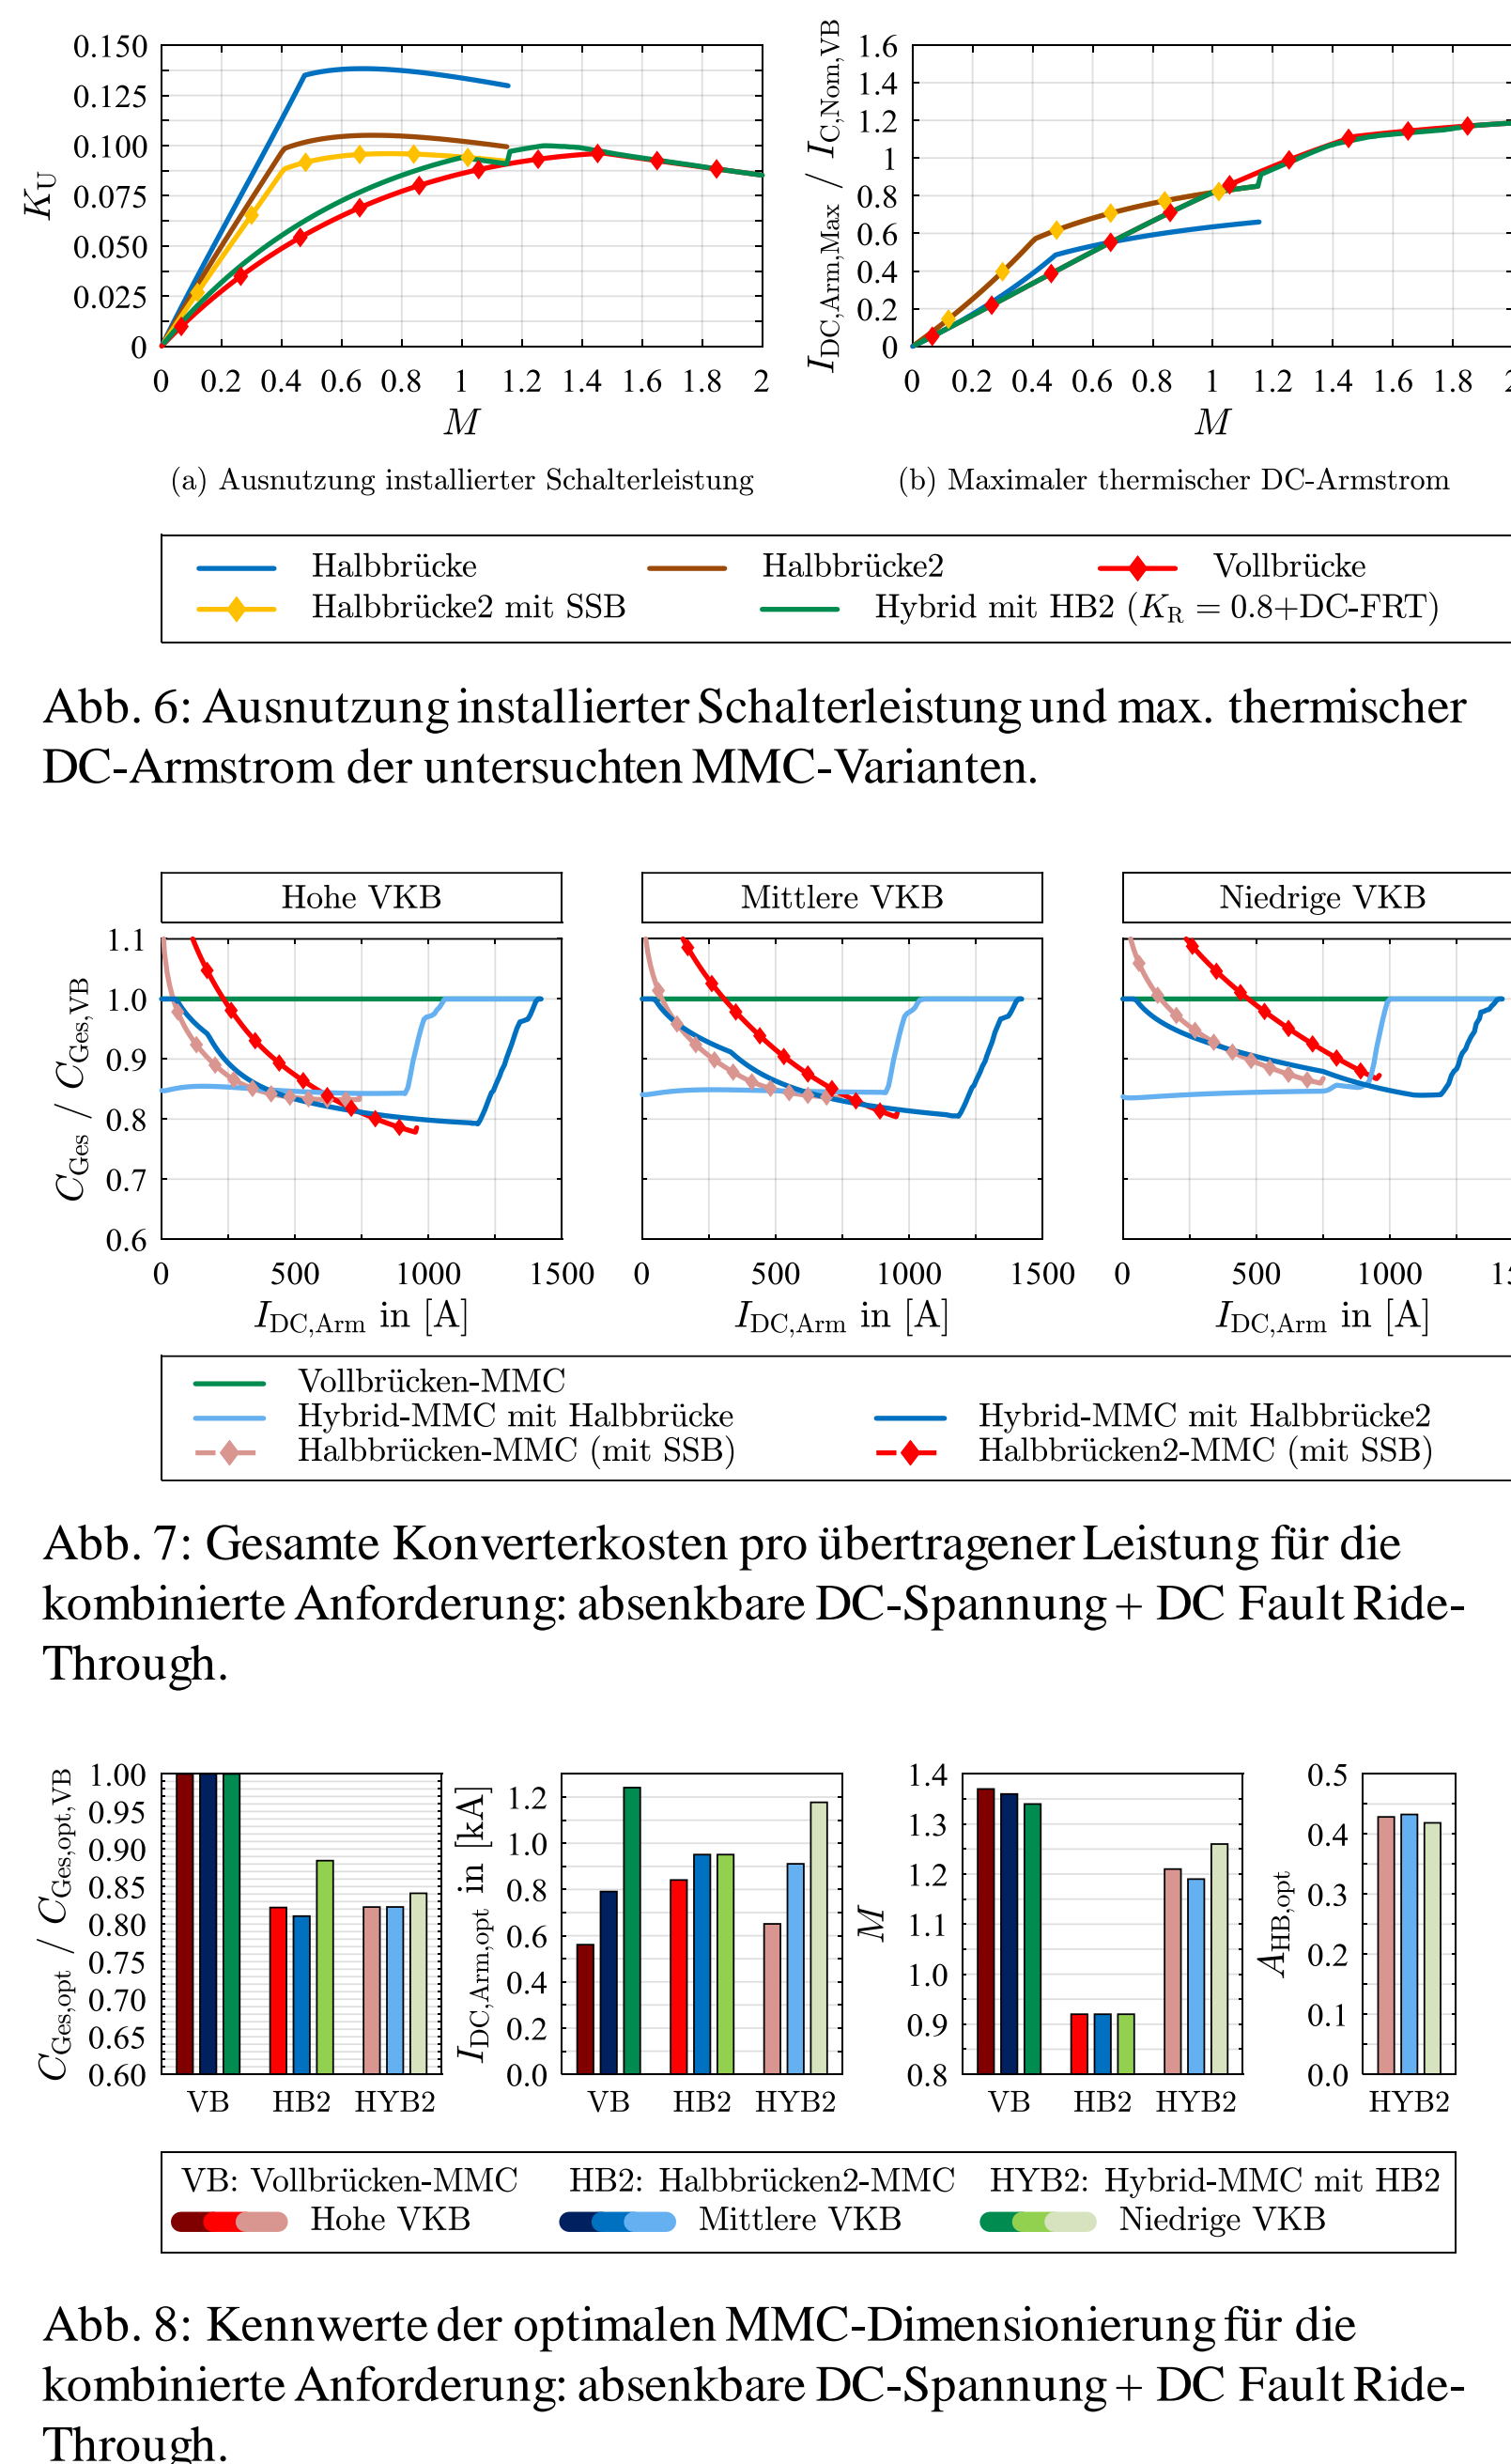 0.150
0.125
0.100
0.075
0.050
0.025
0
K_U
0 0.2 0.4 0.6 0.8 1 1.2 1.4 1.6 1.8 2
M
(a) Ausnutzung installierter Schalterleistung
1.6
1.4
1.2
1
0.8
0.6
0.4
0.2
0
I_DC,Arm,Max / I_C,Nom,VB
0 0.2 0.4 0.6 0.8 1 1.2 1.4 1.6 1.8 2
M
(b) Maximaler thermischer DC-Armstrom
Halbbrücke Halbbrücke2 Vollbrücke
Halbbrücke2 mit SSB Hybrid mit HB2 (K_R = 0.8+DC-FRT)
Abb. 6: Ausnutzung installierter Schalterleistung und max. thermischer
DC-Armstrom der untersuchten MMC-Varianten.
Hohe VKB Mittlere VKB Niedrige VKB
1.1
1.0
0.9
0.8
0.7
0.6
C_Ges / C_Ges,VB
0 500 1000 1500 0 500 1000 1500 0 500 1000
I_DC,Arm in [A] I_DC,Arm in [A] I_DC,Arm in [A]
Vollbrücken-MMC
Hybrid-MMC mit Halbbrücke Hybrid-MMC mit Halbbrücke2
Halbbrücken-MMC (mit SSB) Halbbrücken2-MMC (mit SSB)
Abb. 7: Gesamte Konverterkosten pro übertragener Leistung für die
kombinierte Anforderung: absenkbare DC-Spannung + DC Fault Ride-
Through.
1.00
0.95
0.90
0.85
0.80
0.75
0.70
0.65
0.60
C_Ges,opt / C_Ges,opt,VB
VB HB2 HYB2
1.2
1.0
0.8
0.6
0.4
0.2
0.0
I_DC,Arm,opt in [kA]
VB HB2 HYB2
1.4
1.3
1.2
1.1
1.0
0.9
0.8
M
VB HB2 HYB2
0.5
0.4
0.3
0.2
0.1
0.0
A_HB,opt
HYB2
VB: Vollbrücken-MMC HB2: Halbbrücken2-MMC HYB2: Hybrid-MMC mit HB2
Hohe VKB Mittlere VKB Niedrige VKB
Abb. 8: Kennwerte der optimalen MMC-Dimensionierung für die
kombinierte Anforderung: absenkbare DC-Spannung + DC Fault Ride-
Through.